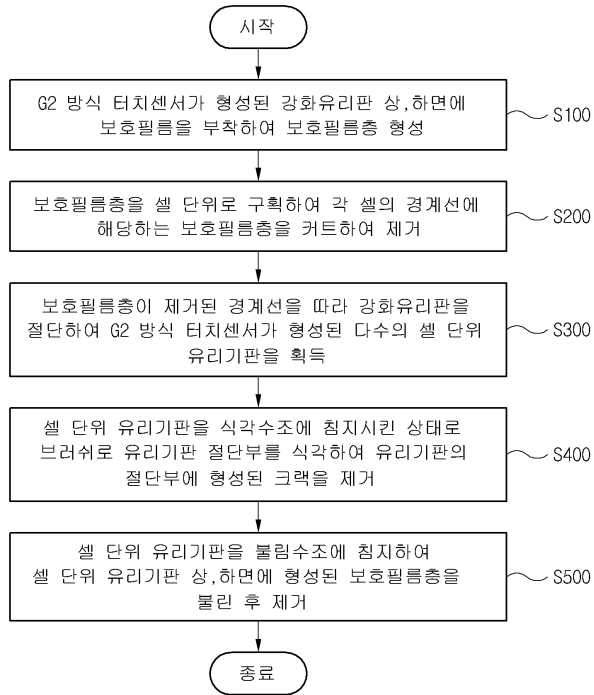 시작
G2 방식 터치센서가 형성된 강화유리판 상,하면에
보호필름을 부착하여 보호필름층 형성
S100
보호필름층을 셀 단위로 구획하여 각 셀의 경계선에
해당하는 보호필름층을 커트하여 제거
S200
보호필름층이 제거된 경계선을 따라 강화유리판을
절단하여 G2 방식 터치센서가 형성된 다수의 셀 단위
유리기판을 획득
S300
셀 단위 유리기판을 식각수조에 침지시킨 상태로
브러쉬로 유리기판 절단부를 식각하여 유리기판의
절단부에 형성된 크랙을 제거
S400
셀 단위 유리기판을 불림수조에 침지하여
셀 단위 유리기판 상,하면에 형성된 보호필름층을
불린 후 제거
S500
종료